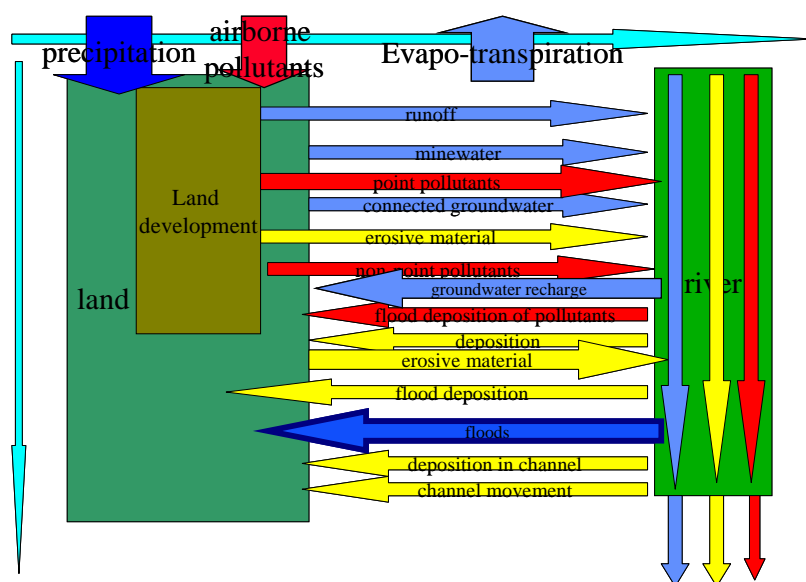 precipitation
airborne
pollutants
Evapo-transpiration
runoff
minewater
point pollutants
connected groundwater
Land
development
erosive material
non-point pollutants
groundwater recharge
land
river
flood deposition of pollutants
deposition
erosive material
flood deposition
floods
deposition in channel
channel movement